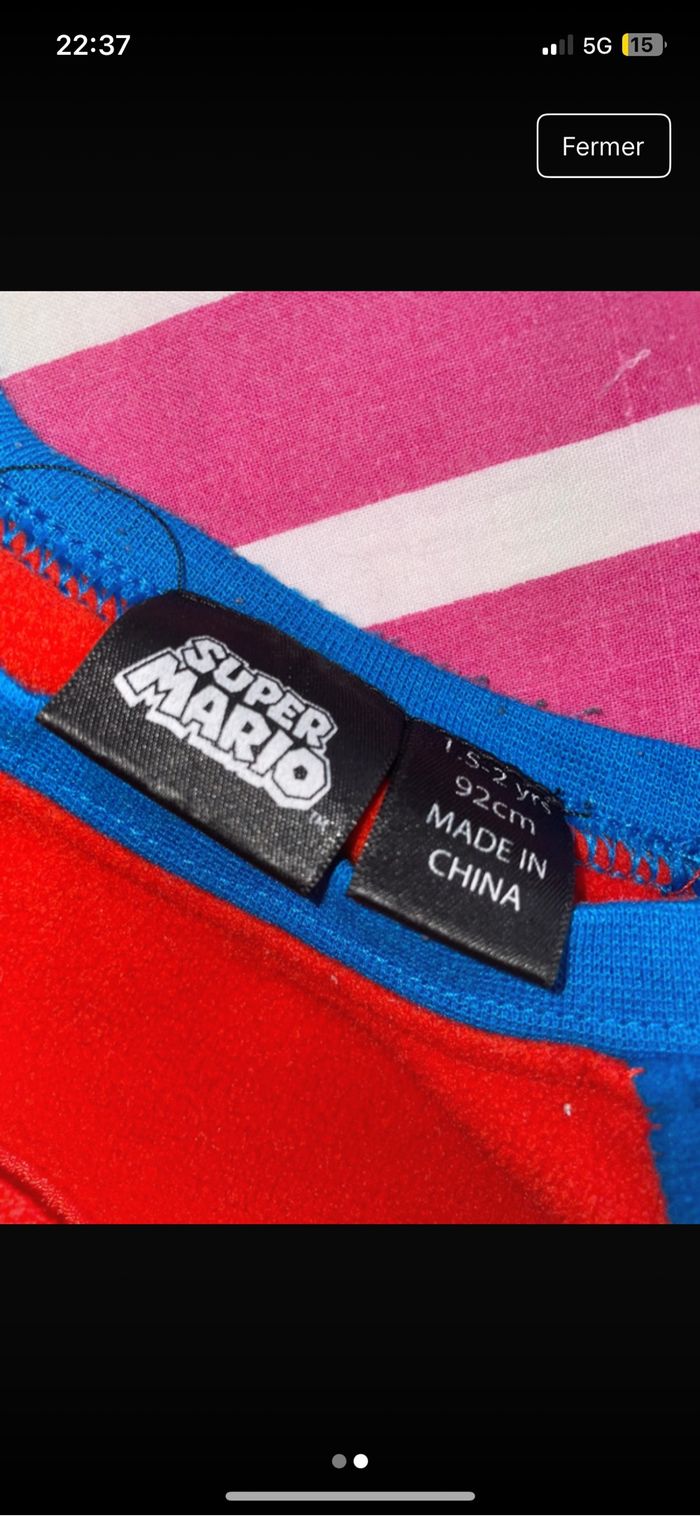 22:37
5G
15
Fermer
SUPER
MARIO
TM
1.5-2 yrs
92cm
MADE IN
CHINA